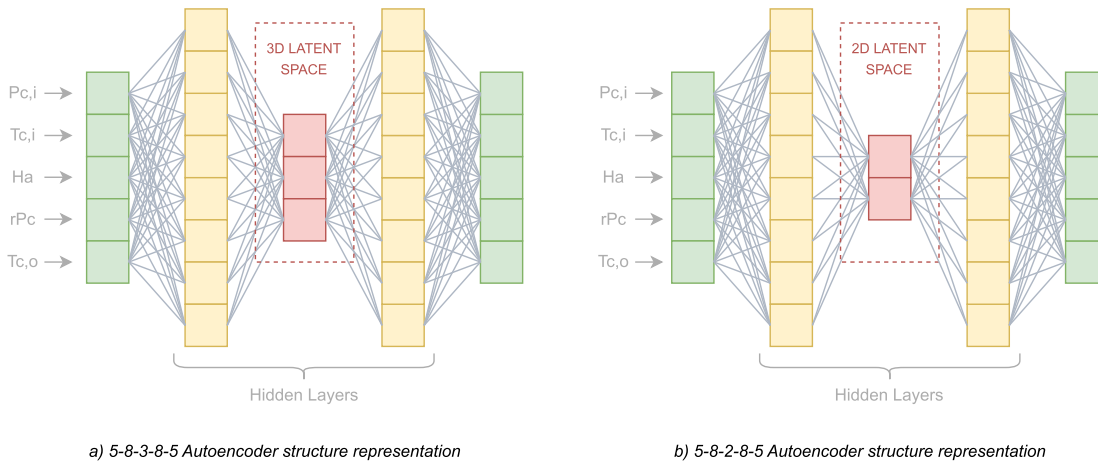 3D LATENT
SPACE
Pc,i
Tc,i
Ha
rPc
Tc,o
Hidden Layers
a) 5-8-3-8-5 Autoencoder structure representation
2D LATENT
SPACE
Pc,i
Tc,i
Ha
rPc
Tc,o
Hidden Layers
b) 5-8-2-8-5 Autoencoder structure representation